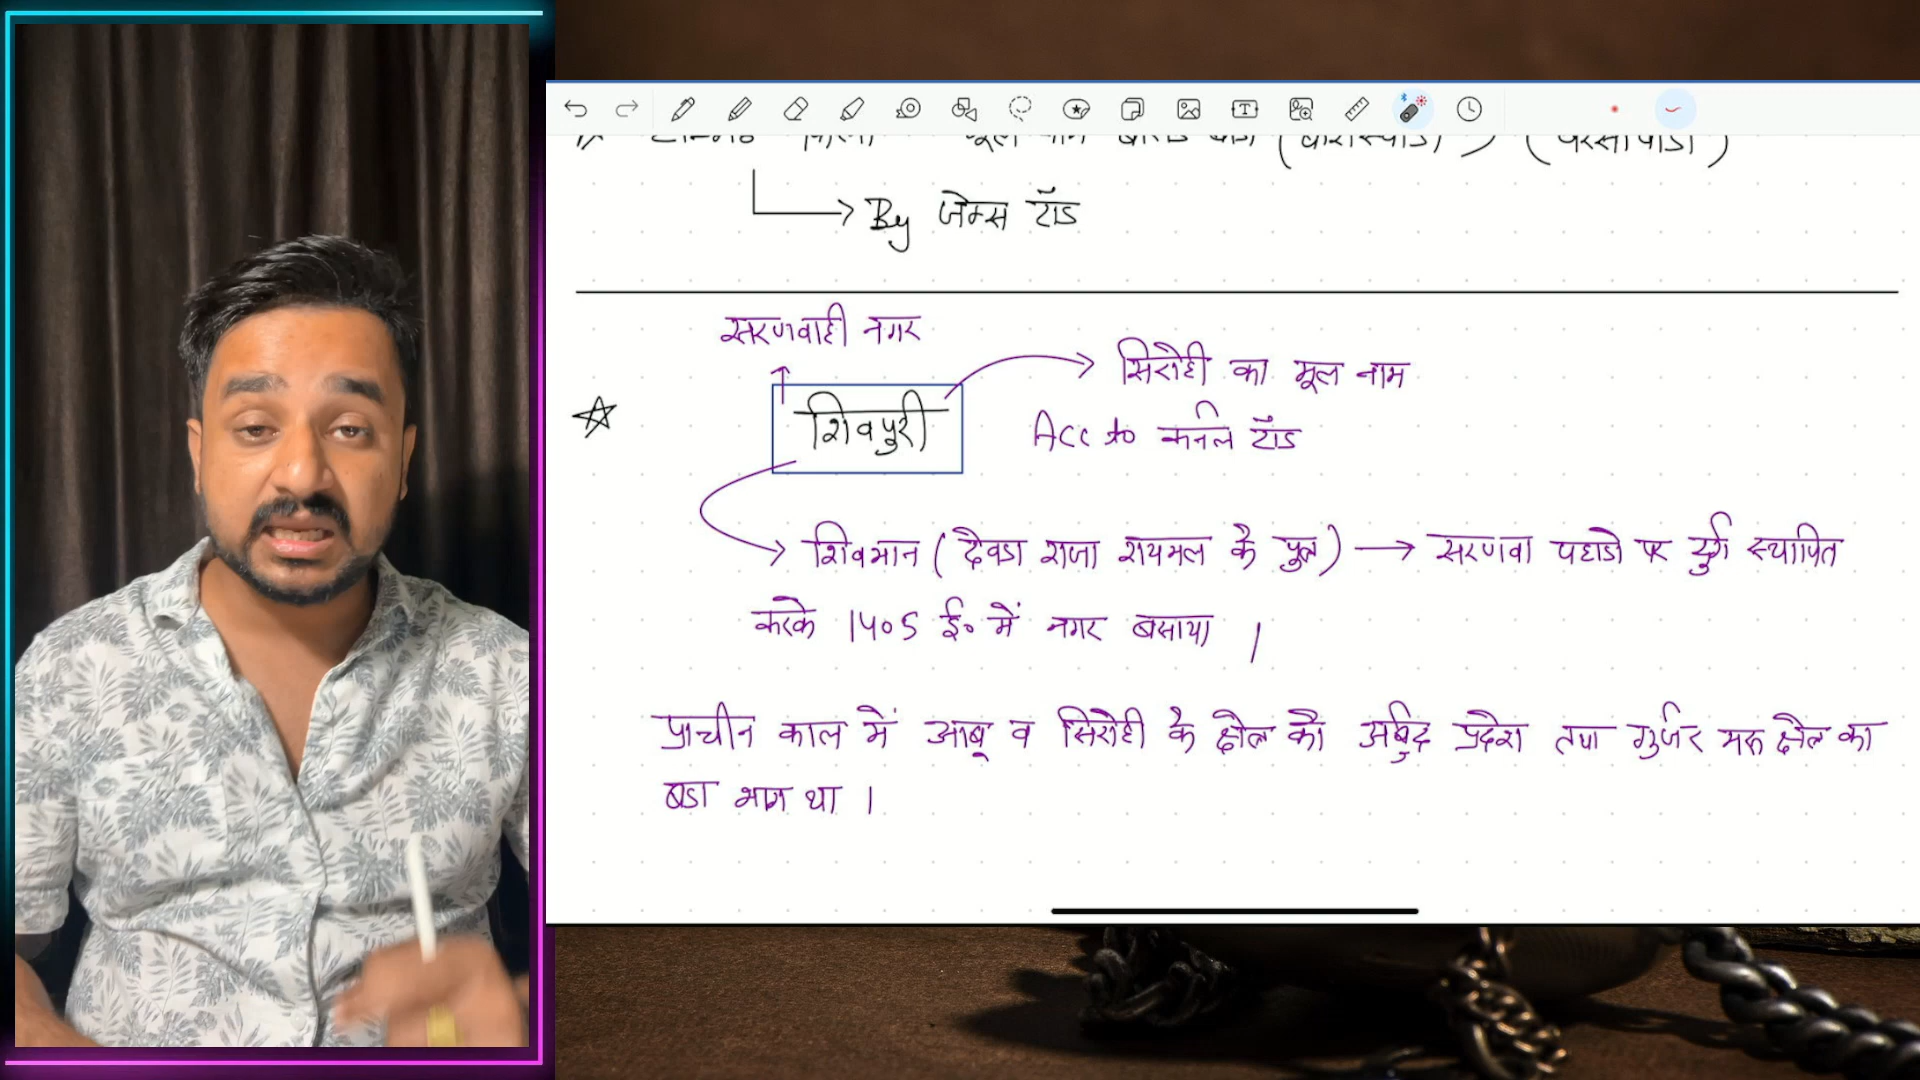 By जेम्स टॉड
सरणवाही नगर
सिरोही का मूल नाम
शिवपुरी
Acc to कर्नल टॉड
शिवभान (देवडा राजा रायमल के पुत्र) → सरणवा पहाडी पर दुर्ग स्थापित
करके 1405 ई० में नगर बसाया |
प्राचीन काल में आबू व सिरोही के क्षेत्र को अर्बुद प्रदेश तथा गुर्जर मरू क्षेत्र का
बडा भाग था |